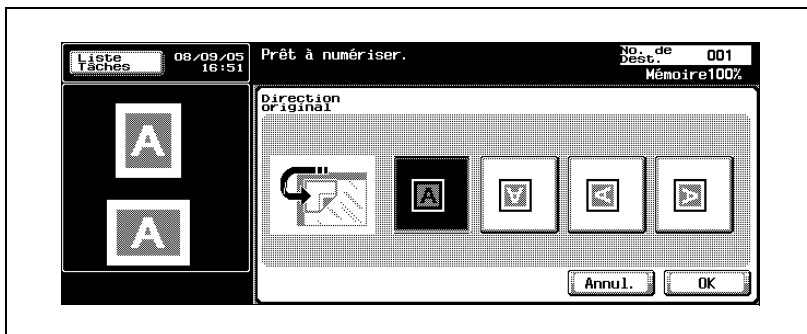 Liste
Tâches
08/09/05
16:51
Prêt à numériser.
No. de
Dest.
001
Mémoire100%
Direction
original
A
A
A
A
A
A
Annul.
OK